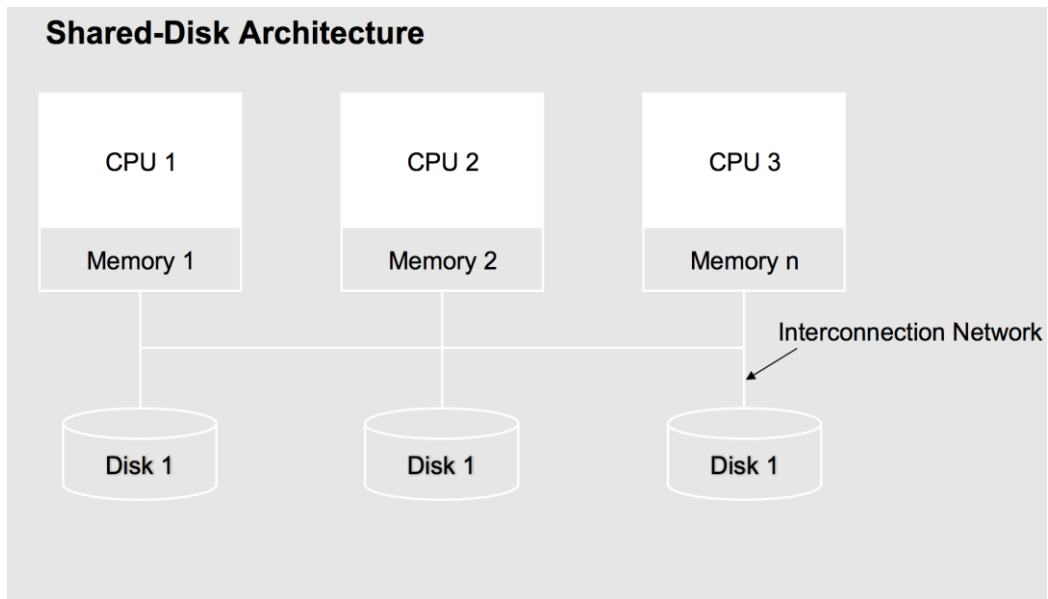 Shared-Disk Architecture
CPU 1
CPU 2
CPU 3
Memory 1
Memory 2
Memory n
Interconnection Network
Disk 1
Disk 1
Disk 1